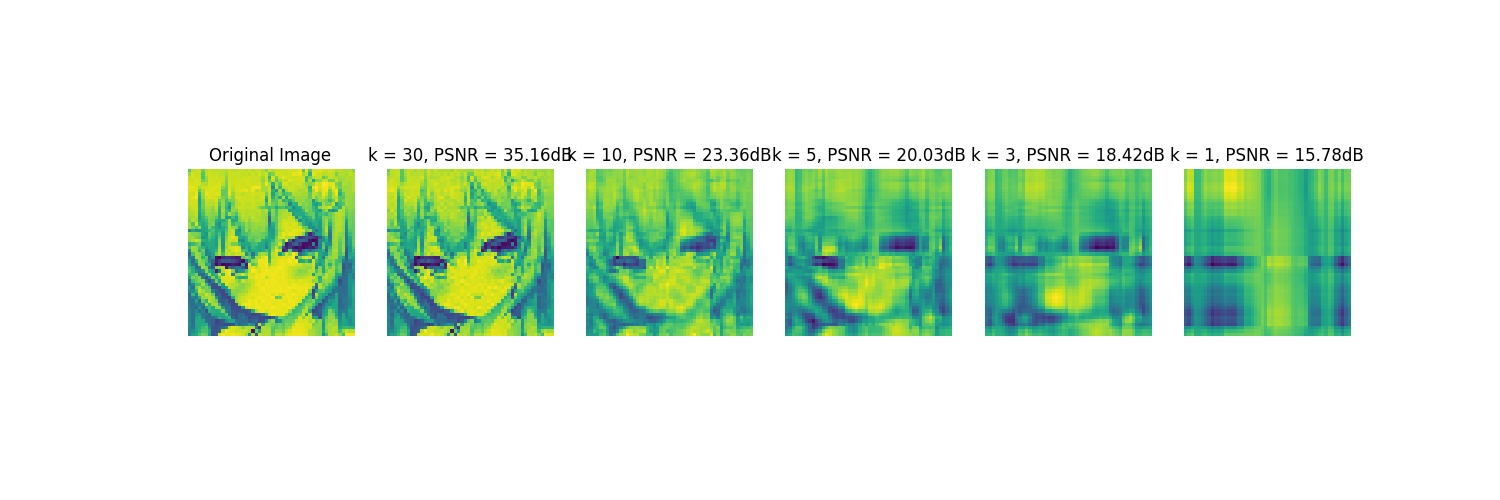 Original Image
k = 30, PSNR = 35.16dB
k = 10, PSNR = 23.36dB
k = 5, PSNR = 20.03dB
k = 3, PSNR = 18.42dB
k = 1, PSNR = 15.78dB